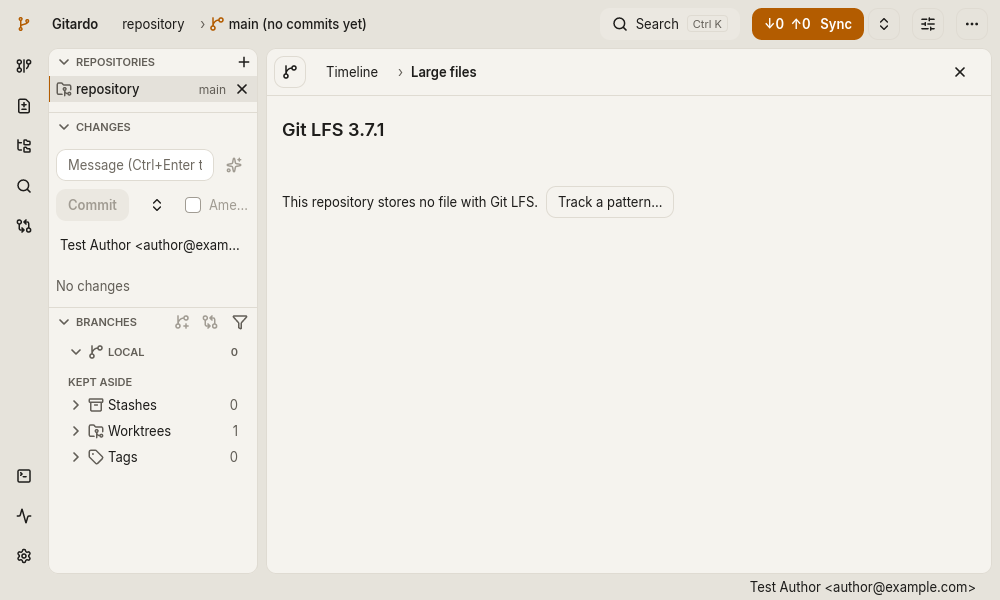 Gitardo
repository
main (no commits yet)
Search
Ctrl K
↓0 ↑0 Sync
REPOSITORIES
repository
main
CHANGES
Message (Ctrl+Enter t
Commit
Ame...
Test Author <author@exam...
No changes
BRANCHES
LOCAL
0
KEPT ASIDE
Stashes
0
Worktrees
1
Tags
0
Timeline
Large files
Git LFS 3.7.1
This repository stores no file with Git LFS.
Track a pattern...
Test Author <author@example.com>